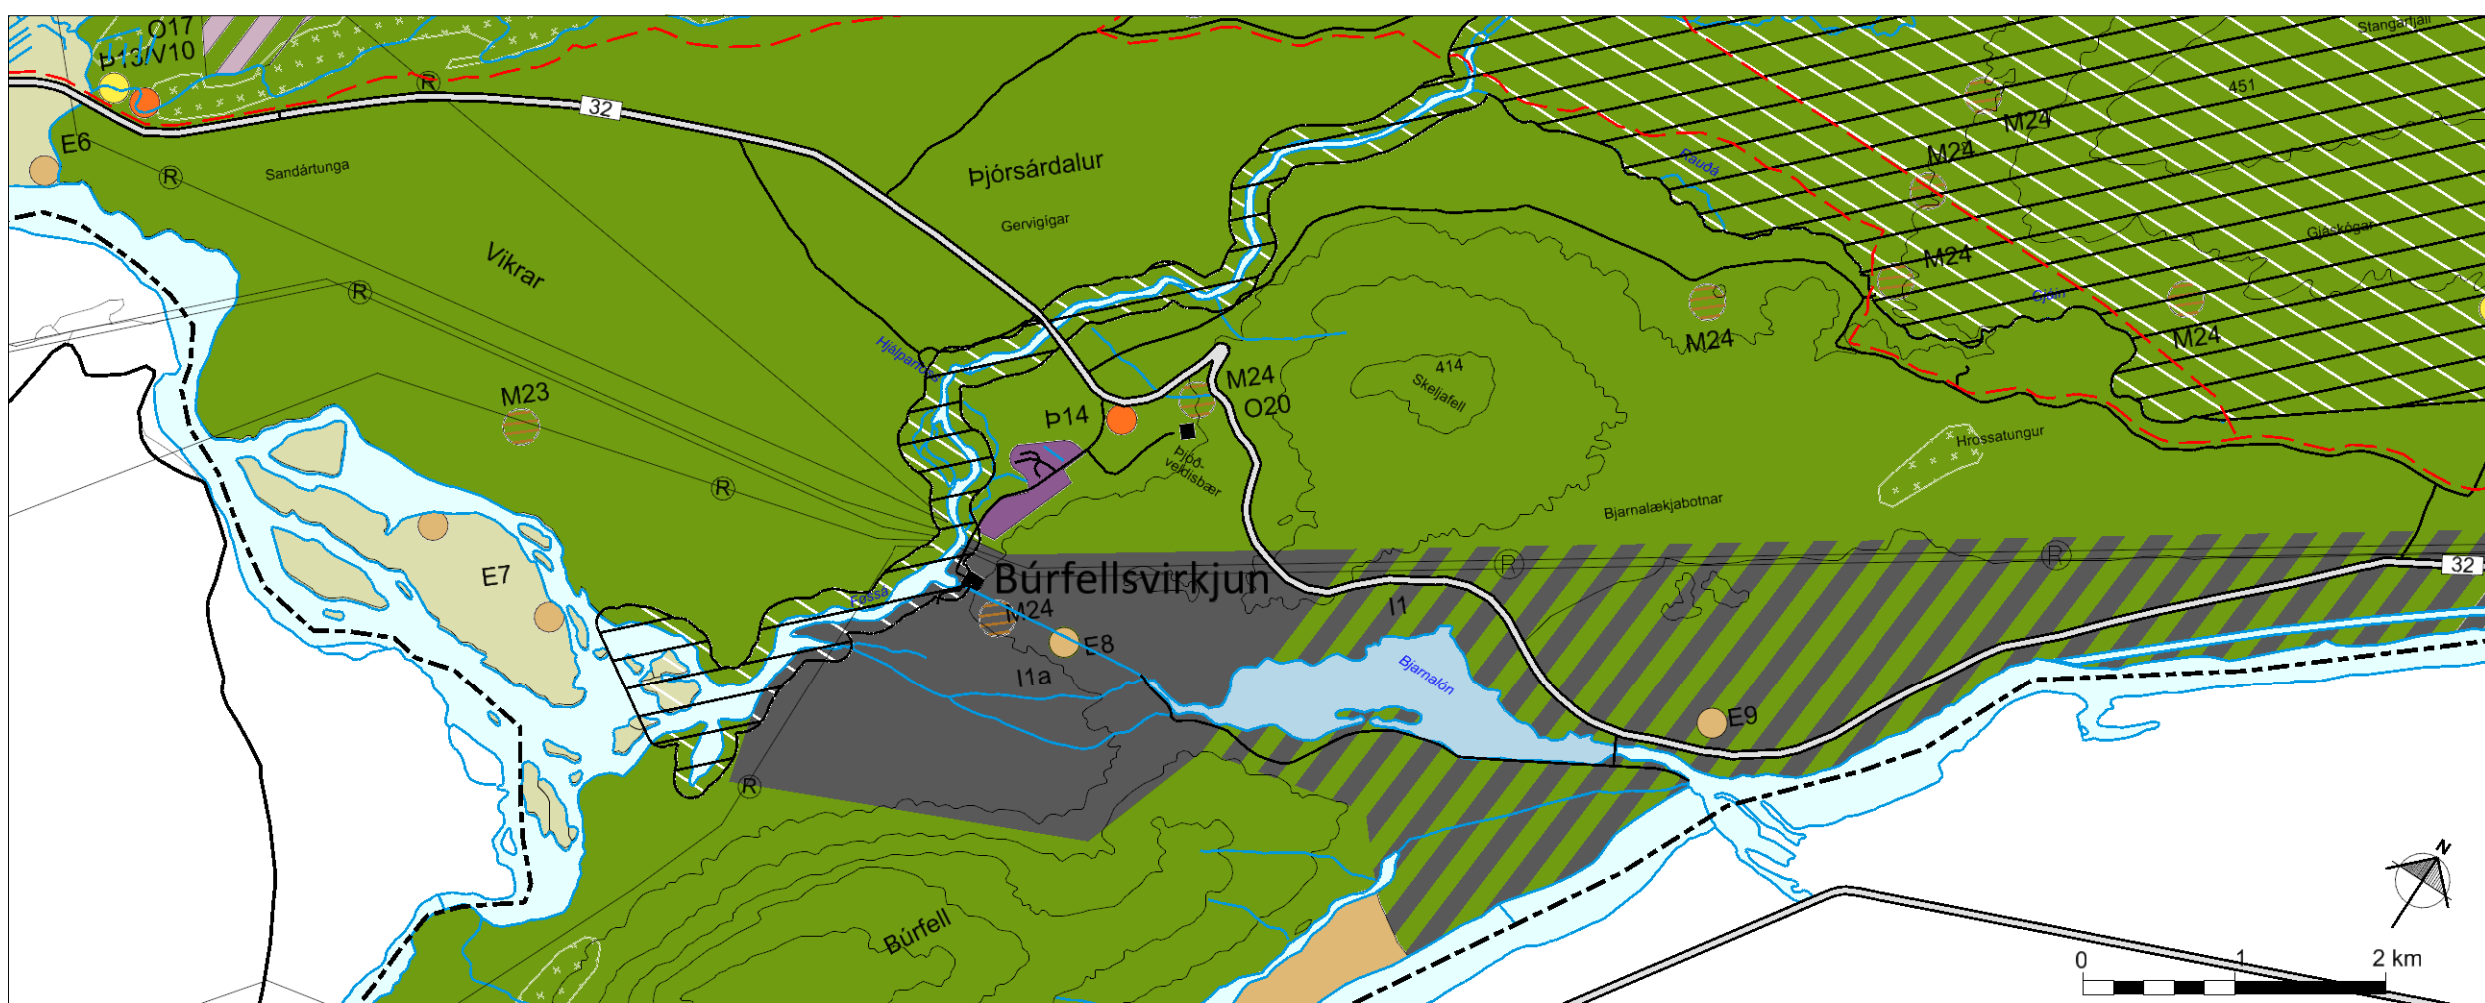 O17
Þ13/V10
E6
R
R
Sandártunga
32
Vikrar
R
M23
R
E7
Þjórsárdalur
Gervigígar
Hjálparfoss
Þ14
M24
O20
Þjóð-
veldisbær
414
Skeljafell
Rauðá
Stangarfjall
451
M24
M24
M24
Gjáskógar
Gjáin
M24
M24
Hrossatungur
Bjarnalækjabotnar
Búrfellsvirkjun
Fossá
M24
E8
I1a
I1
R
R
32
Bjarnalón
E9
R
Búrfell
N
0 1 2 km